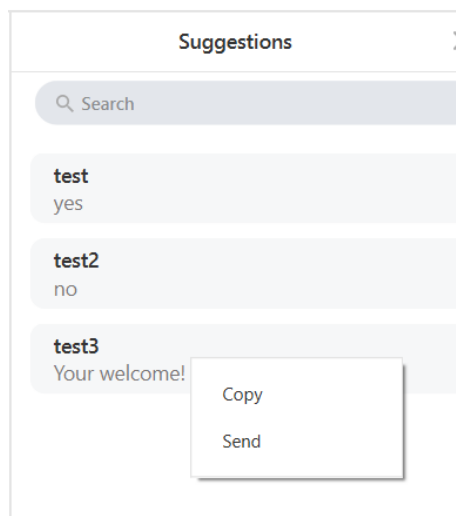 Suggestions
Search
test
yes
test2
no
test3
Your welcome!
Copy
Send